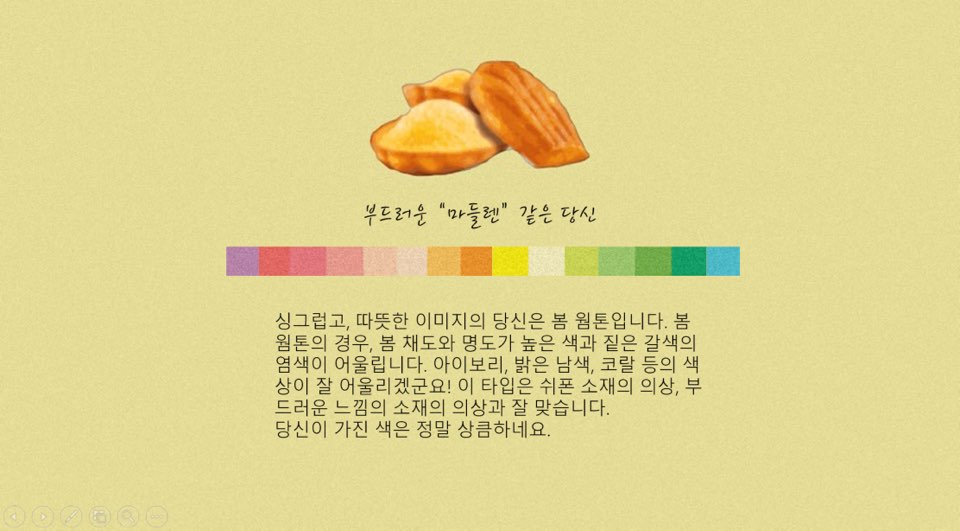 부드러운 “마들렌” 같은 당신
싱그럽고, 따뜻한 이미지의 당신은 봄 웜톤입니다. 봄
웜톤의 경우, 봄 채도와 명도가 높은 색과 짙은 갈색의
염색이 어울립니다. 아이보리, 밝은 남색, 코랄 등의 색
상이 잘 어울리겠군요! 이 타입은 쉬폰 소재의 의상, 부
드러운 느낌의 소재의 의상과 잘 맞습니다.
당신이 가진 색은 정말 상큼하네요.